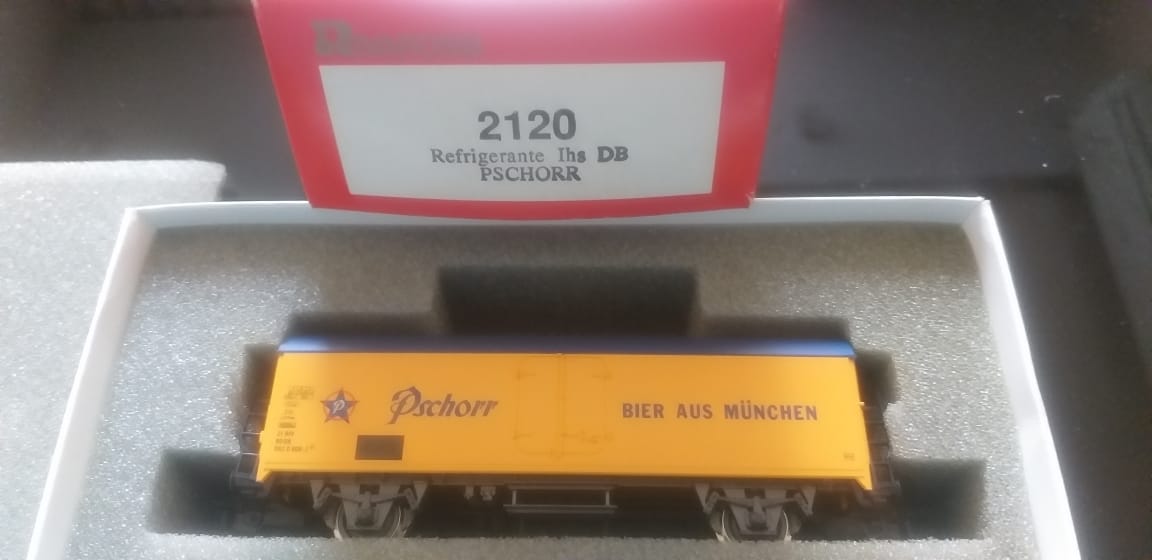 2120
Refrigerante Ihs DB
PSCHORR
P
Pschorr
BIER AUS MÜNCHEN